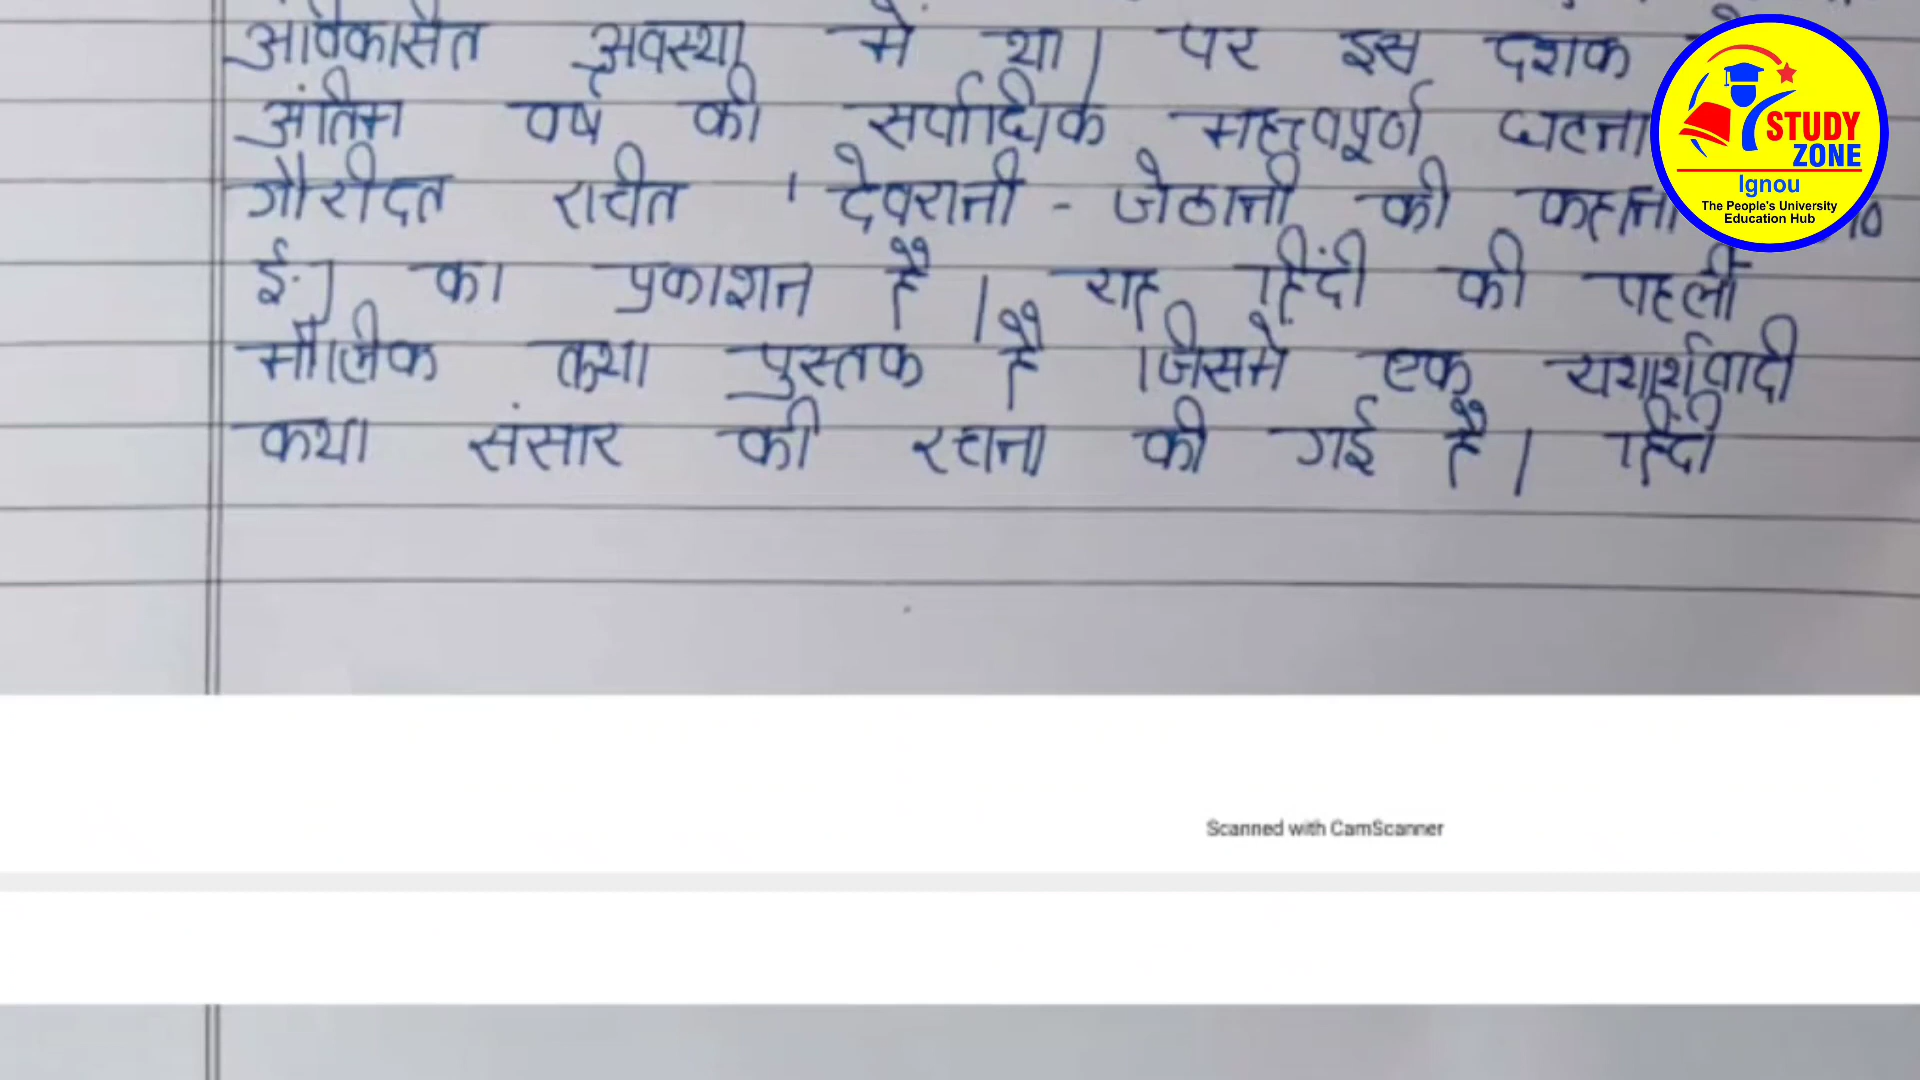 अविकसित अवस्था में था। पर इस दशक
अंतिम वर्ष की सर्वाधिक महत्वपूर्ण घटना
गौरीदत्त रचित 'देवरानी - जेठानी की
ई.) का प्रकाशन है। यह हिंदी की पहली
मौलिक कथा पुस्तक है जिसमें एक यथार्थवादी
कथा संसार की रचना की गई है। हिंदी
STUDY
ZONE
Ignou
The People's University
Education Hub
Scanned with CamScanner